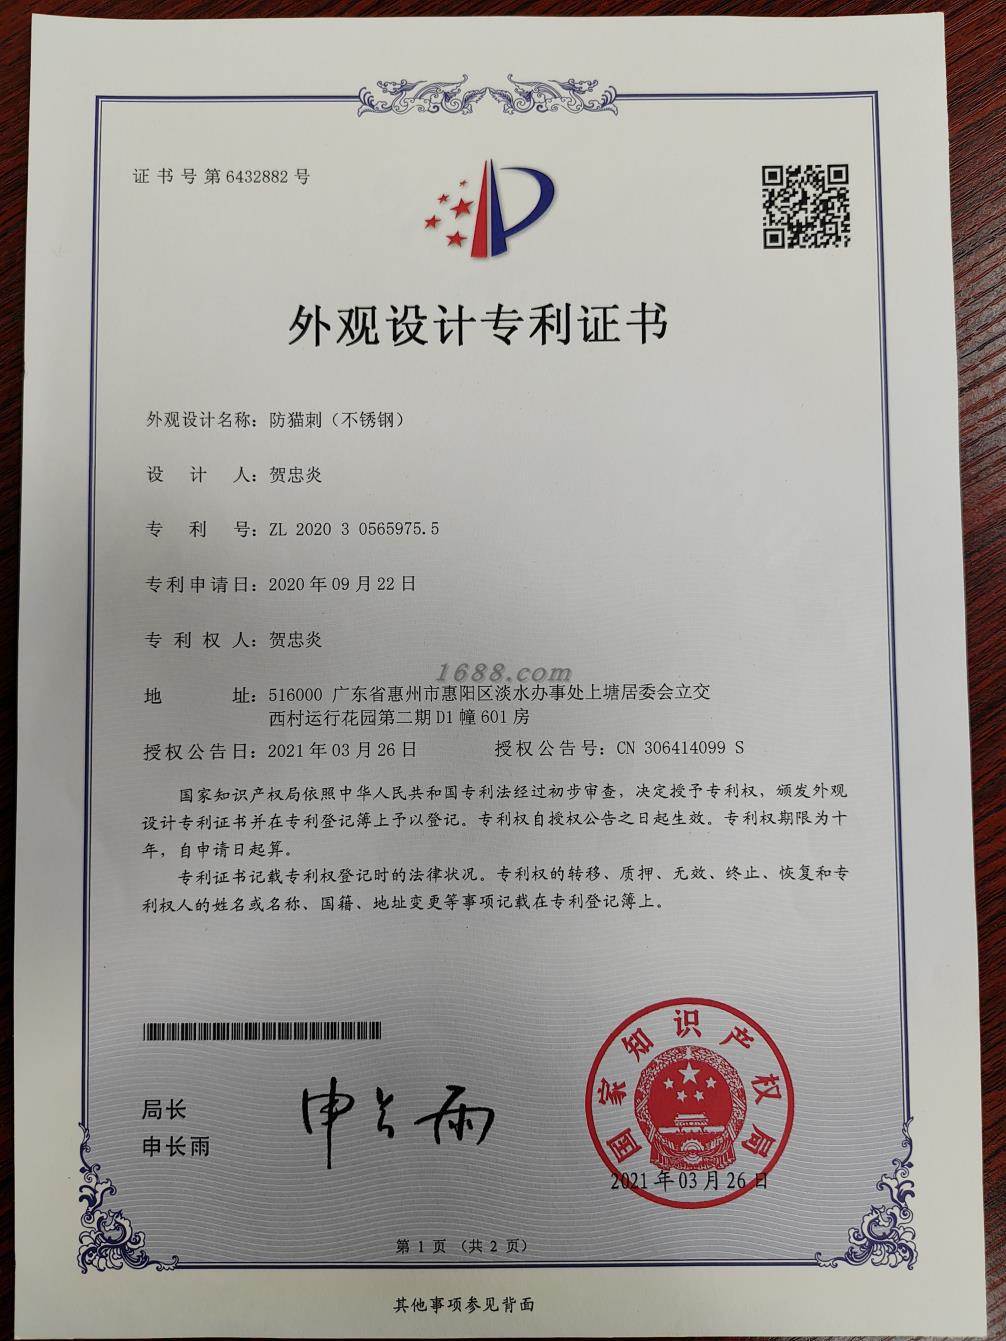 证书号第6432882号
外观设计专利证书
外观设计名称：防猫刺（不锈钢）
设计人：贺忠炎
专利号：ZL 2020 3 0565975.5
专利申请日：2020年09月22日
专利权人：贺忠炎
1688.com
地址：516000 广东省惠州市惠阳区淡水办事处上塘居委会立交
西村运行花园第二期D1幢601房
授权公告日：2021年03月26日 授权公告号：CN 306414099 S
国家知识产权局依照中华人民共和国专利法经过初步审查，决定授予专利权，颁发外观
设计专利证书并在专利登记簿上予以登记。专利权自授权公告之日起生效。专利权期限为十
年，自申请日起算。
专利证书记载专利权登记时的法律状况。专利权的转移、质押、无效、终止、恢复和专
利权人的姓名或名称、国籍、地址变更等事项记载在专利登记簿上。
国家知识产权局
局长
申长雨
申长雨
2021年03月26日
第1页（共2页）
其他事项参见背面